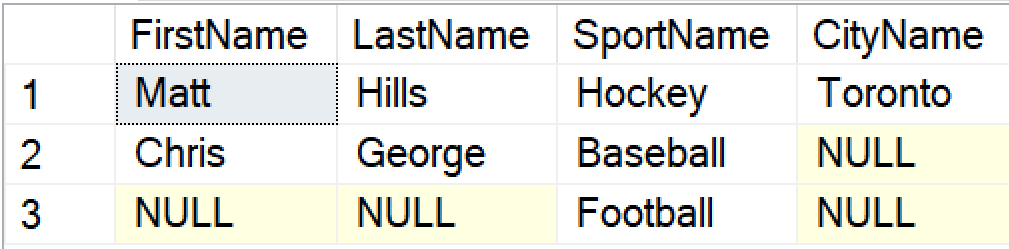 FirstName LastName SportName CityName
1 Matt Hills Hockey Toronto
2 Chris George Baseball NULL
3 NULL NULL Football NULL